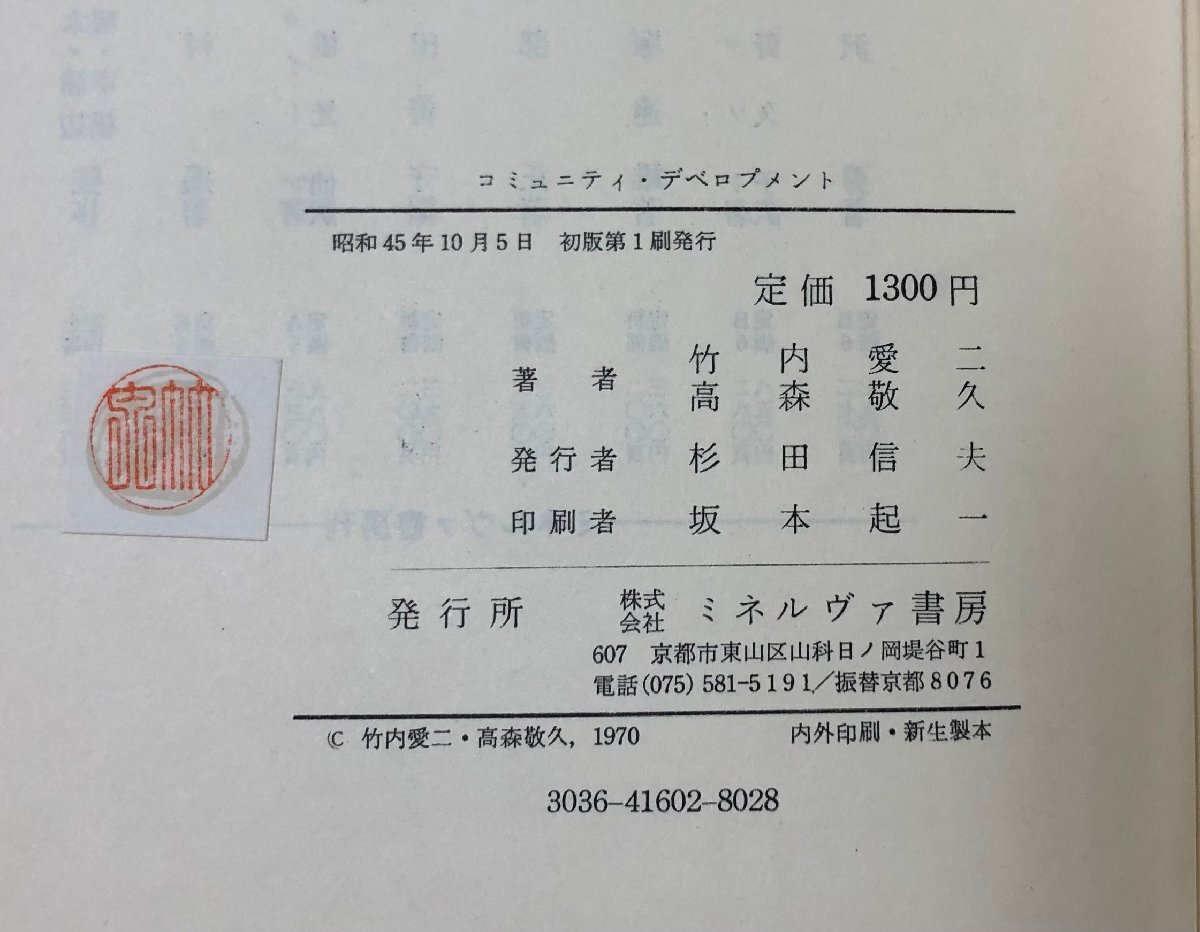 コミュニティ・デベロプメント
昭和45年10月5日 初版第1刷発行
定価 1300円
著者 竹内愛二
高森敬久
発行者 杉田信夫
印刷者 坂本起一
発行所 株式会社 ミネルヴァ書房
607 京都市東山区山科日ノ岡堤谷町1
電話(075)581-5191/振替京都8076
© 竹内愛二・高森敬久, 1970 内外印刷・新生製本
3036-41602-8028